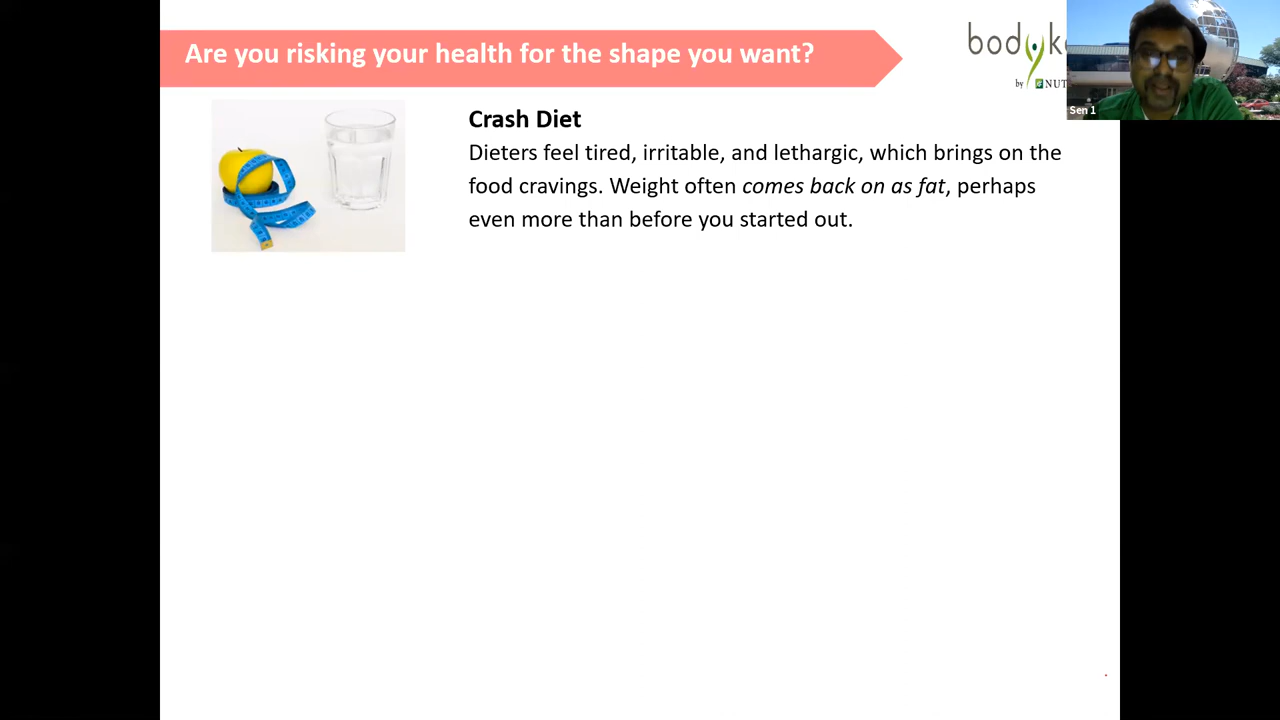 Are you risking your health for the shape you want?
by NUT
Sen 1
Crash Diet
Dieters feel tired, irritable, and lethargic, which brings on the
food cravings. Weight often comes back on as fat, perhaps
even more than before you started out.